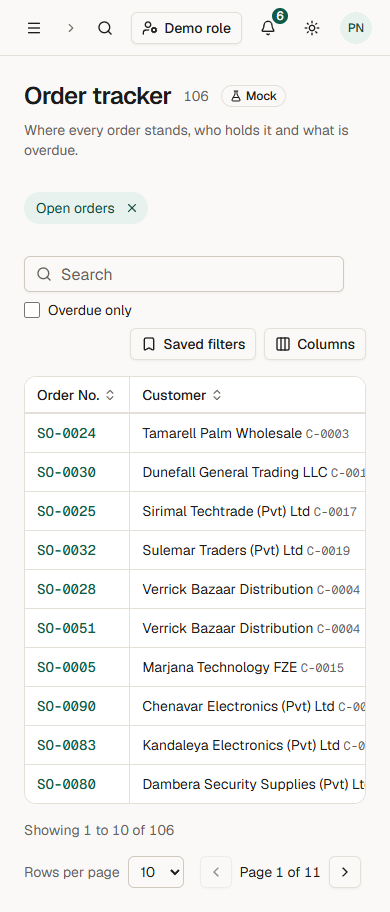 Demo role
6
PN
Order tracker 106 Mock
Where every order stands, who holds it and what is
overdue.
Open orders
Search
Overdue only
Saved filters Columns
Order No. Customer
SO-0024 Tamarell Palm Wholesale C-0003
SO-0030 Dunefall General Trading LLC C-001
SO-0025 Sirimal Techtrade (Pvt) Ltd C-0017
SO-0032 Sulemar Traders (Pvt) Ltd C-0019
SO-0028 Verrick Bazaar Distribution C-0004
SO-0051 Verrick Bazaar Distribution C-0004
SO-0005 Marjana Technology FZE C-0015
SO-0090 Chenavar Electronics (Pvt) Ltd C-00
SO-0083 Kandaleya Electronics (Pvt) Ltd C-0
SO-0080 Dambera Security Supplies (Pvt) Lt
Showing 1 to 10 of 106
Rows per page 10 Page 1 of 11